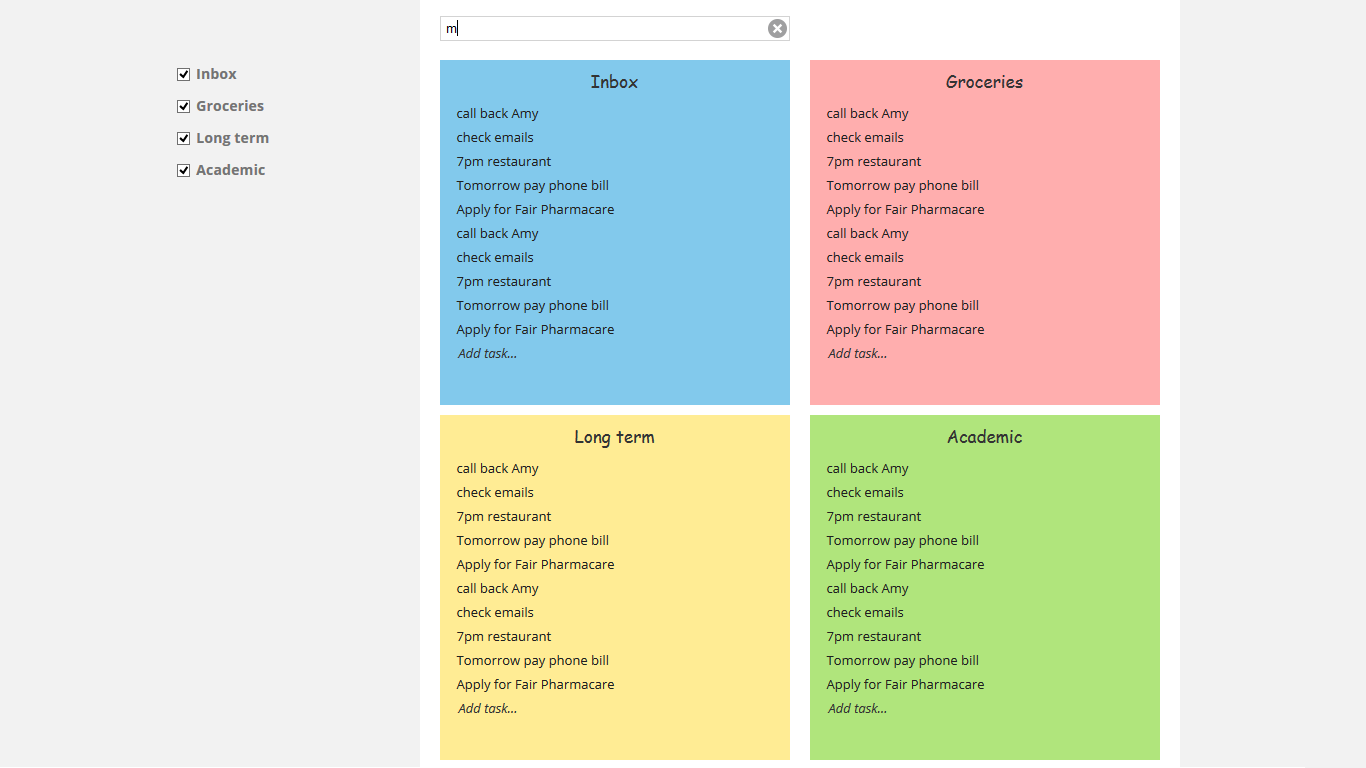 m
Inbox
Groceries
Long term
Academic
Inbox
call back Amy
check emails
7pm restaurant
Tomorrow pay phone bill
Apply for Fair Pharmacare
call back Amy
check emails
7pm restaurant
Tomorrow pay phone bill
Apply for Fair Pharmacare
Add task...
Groceries
call back Amy
check emails
7pm restaurant
Tomorrow pay phone bill
Apply for Fair Pharmacare
call back Amy
check emails
7pm restaurant
Tomorrow pay phone bill
Apply for Fair Pharmacare
Add task...
Long term
call back Amy
check emails
7pm restaurant
Tomorrow pay phone bill
Apply for Fair Pharmacare
call back Amy
check emails
7pm restaurant
Tomorrow pay phone bill
Apply for Fair Pharmacare
Add task...
Academic
call back Amy
check emails
7pm restaurant
Tomorrow pay phone bill
Apply for Fair Pharmacare
call back Amy
check emails
7pm restaurant
Tomorrow pay phone bill
Apply for Fair Pharmacare
Add task...